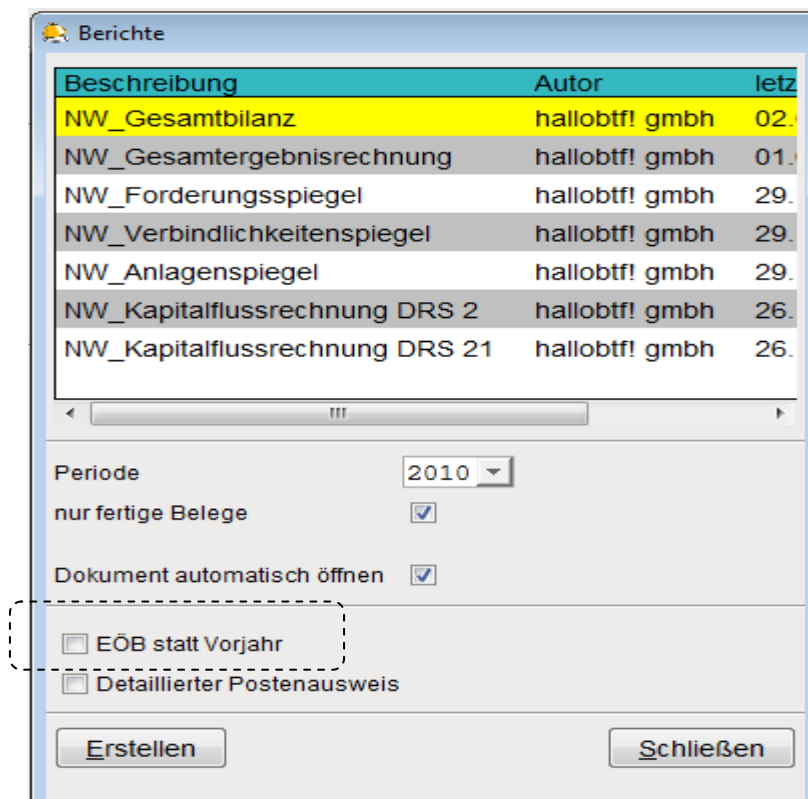 Berichte
Beschreibung Autor letz
NW_Gesamtbilanz hallobtf! gmbh 02.
NW_Gesamtergebnisrechnung hallobtf! gmbh 01.
NW_Forderungsspiegel hallobtf! gmbh 29.
NW_Verbindlichkeitenspiegel hallobtf! gmbh 29.
NW_Anlagenspiegel hallobtf! gmbh 29.
NW_Kapitalflussrechnung DRS 2 hallobtf! gmbh 26.
NW_Kapitalflussrechnung DRS 21 hallobtf! gmbh 26.
Periode 2010
nur fertige Belege
Dokument automatisch öffnen
EÖB statt Vorjahr
Detaillierter Postenausweis
Erstellen Schließen